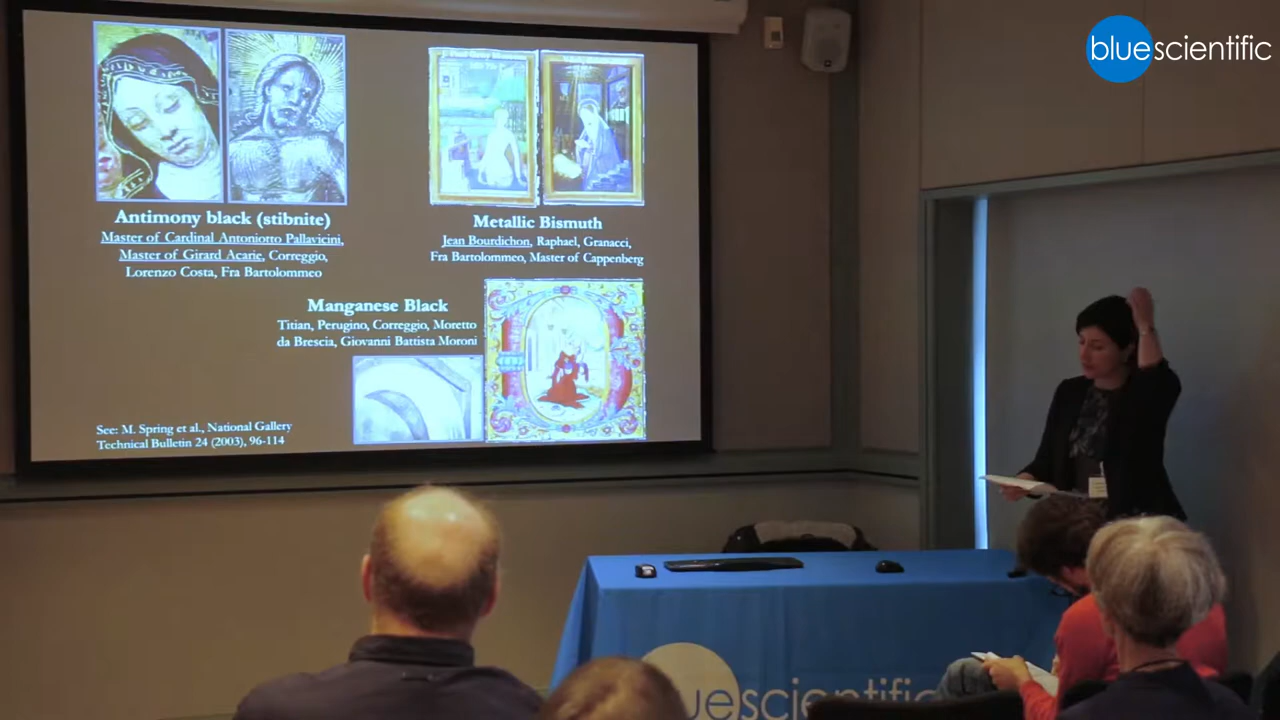 bluescientific
Antimony black (stibnite)
Master of Cardinal Antoniotto Pallavicini,
Master of Girard Acarie, Correggio,
Lorenzo Costa, Fra Bartolommeo
Metallic Bismuth
Jean Bourdichon, Raphael, Granacci,
Fra Bartolommeo, Master of Cappenberg
Manganese Black
Titian, Perugino, Correggio, Moretto
da Brescia, Giovanni Battista Moroni
See: M. Spring et al., National Gallery
Technical Bulletin 24 (2003), 96-114
uescientific